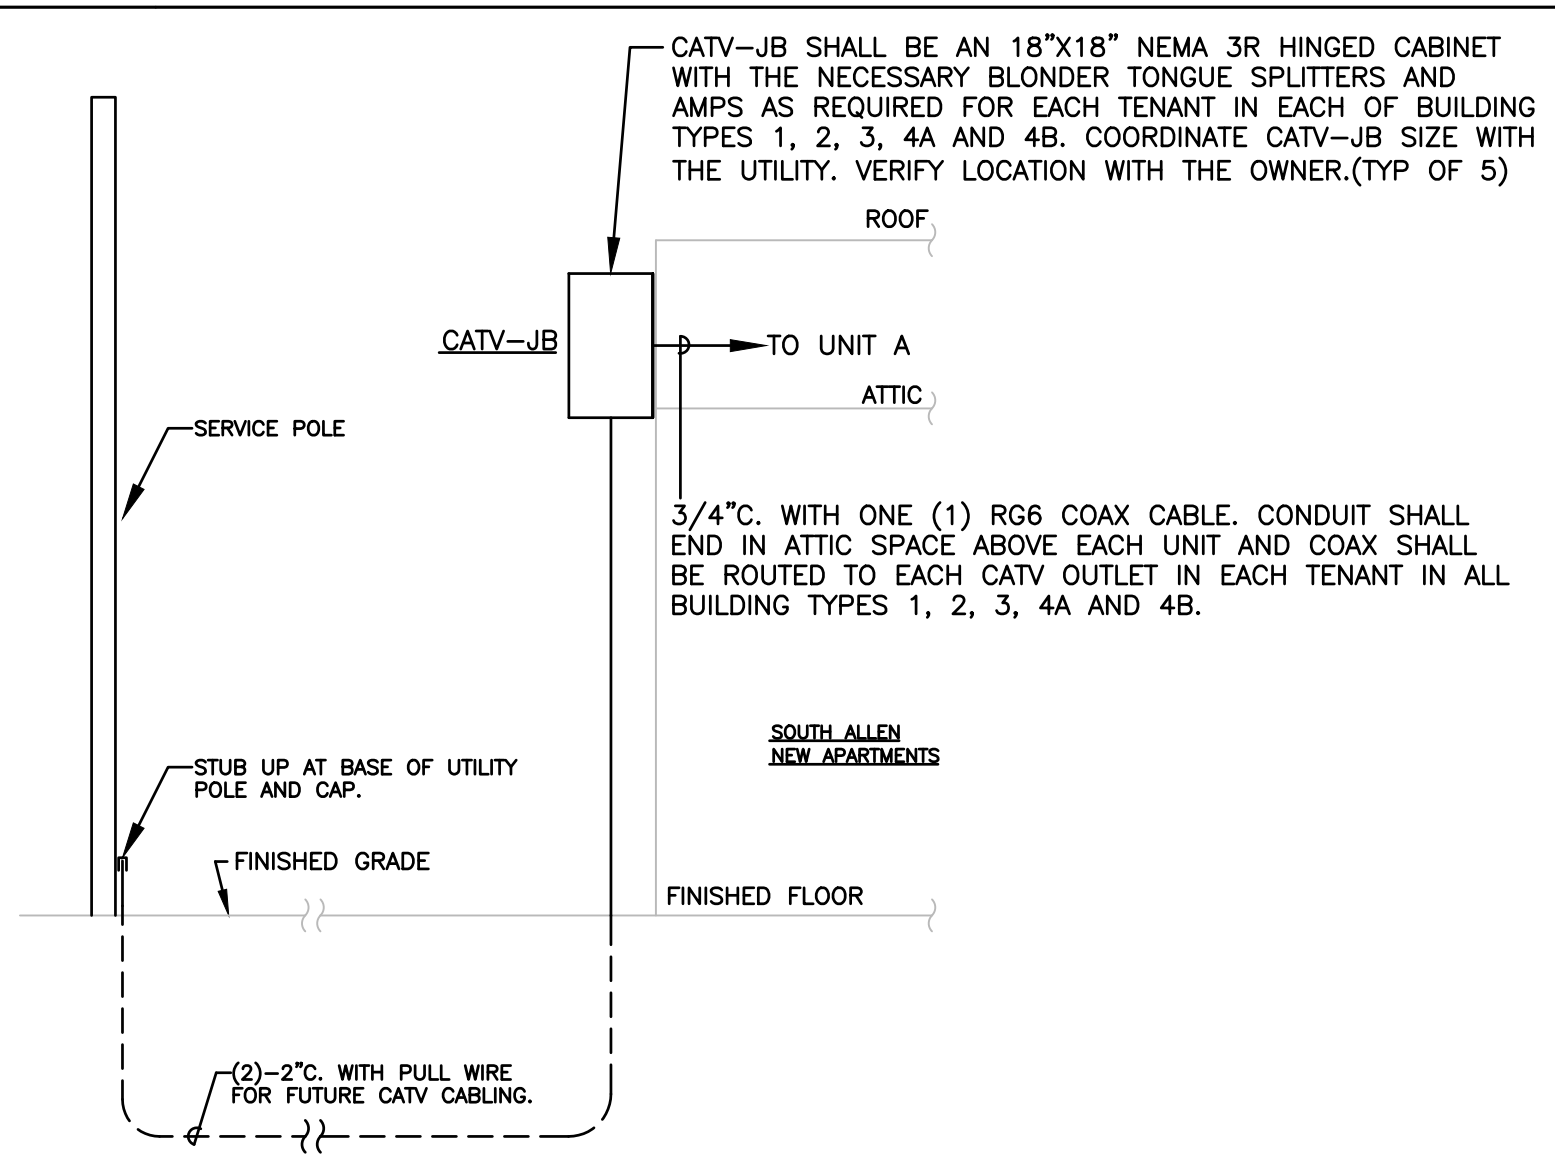 CATV-JB SHALL BE AN 18"X18" NEMA 3R HINGED CABINET
WITH THE NECESSARY BLONDER TONGUE SPLITTERS AND
AMPS AS REQUIRED FOR EACH TENANT IN EACH OF BUILDING
TYPES 1, 2, 3, 4A AND 4B. COORDINATE CATV-JB SIZE WITH
THE UTILITY. VERIFY LOCATION WITH THE OWNER.(TYP OF 5)
ROOF
CATV-JB
TO UNIT A
ATTIC
SERVICE POLE
3/4"C. WITH ONE (1) RG6 COAX CABLE. CONDUIT SHALL
END IN ATTIC SPACE ABOVE EACH UNIT AND COAX SHALL
BE ROUTED TO EACH CATV OUTLET IN EACH TENANT IN ALL
BUILDING TYPES 1, 2, 3, 4A AND 4B.
SOUTH ALLEN
NEW APARTMENTS
STUB UP AT BASE OF UTILITY
POLE AND CAP.
FINISHED GRADE
FINISHED FLOOR
(2)-2"C. WITH PULL WIRE
FOR FUTURE CATV CABLING.